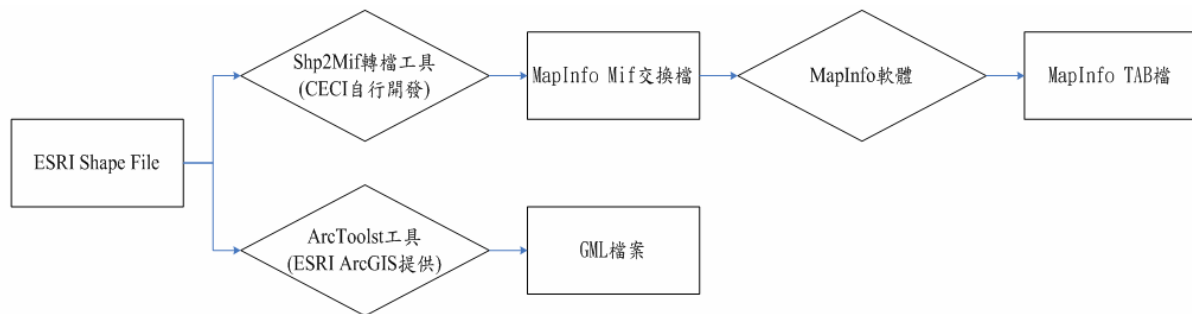 Shp2Mif轉檔工具
(CECI自行開發)
MapInfo Mif交換檔
MapInfo軟體
MapInfo TAB檔
ESRI Shape File
ArcToolst工具
(ESRI ArcGIS提供)
GML檔案